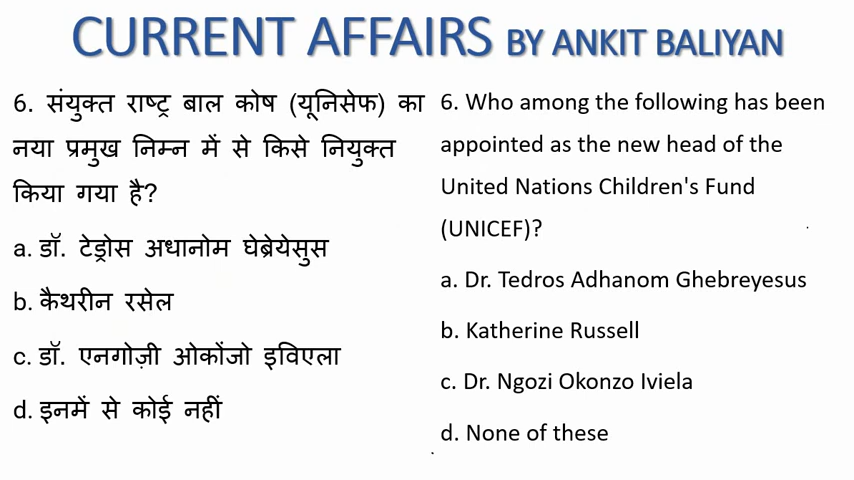 CURRENT AFFAIRS BY ANKIT BALIYAN
6. संयुक्त राष्ट्र बाल कोष (यूनिसेफ) का
नया प्रमुख निम्न में से किसे नियुक्त
किया गया है?
a. डॉ. टेड्रोस अधानोम घेब्रेयेसुस
b. कैथरीन रसेल
c. डॉ. एनगोज़ी ओकोंजो इविएला
d. इनमें से कोई नहीं
6. Who among the following has been
appointed as the new head of the
United Nations Children's Fund
(UNICEF)?
a. Dr. Tedros Adhanom Ghebreyesus
b. Katherine Russell
c. Dr. Ngozi Okonzo Iviela
d. None of these